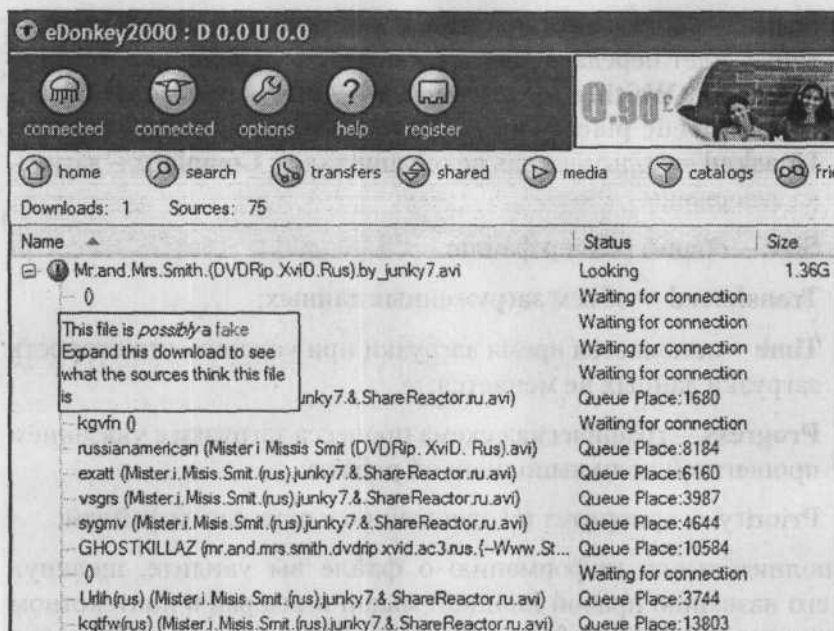 eDonkey2000 : D 0.0 U 0.0
connected connected options help register
0.90£
home search transfers shared media catalogs frie
Downloads: 1 Sources: 75
Name Status Size
Mr.and.Mrs.Smith.(DVDRip.XviD.Rus).by_junky7.avi Looking 1.36G
() Waiting for connection
This file is possibly a fake Waiting for connection
Expand this download to see Waiting for connection
what the sources think this file Waiting for connection
is unky7.&.ShareReactor.ru.avi) Queue Place:1680
kgvfn () Waiting for connection
russianamerican (Mister i Missis Smit (DVDRip. XviD. Rus).avi) Queue Place:8184
exatt (Mister.i.Misis.Smit.(rus).junky7.&.ShareReactor.ru.avi) Queue Place:6160
vsgrs (Mister.i.Misis.Smit.(rus).junky7.&.ShareReactor.ru.avi) Queue Place:3987
sygmv (Mister.i.Misis.Smit.(rus).junky7.&.ShareReactor.ru.avi) Queue Place:4644
GHOSTKILLAZ (mr.and.mrs.smith.dvdrip.xvid.ac3.rus.{~Www.St... Queue Place:10584
() Waiting for connection
Urlih(rus) (Mister.i.Misis.Smit.(rus).junky7.&.ShareReactor.ru.avi) Queue Place:3744
kgtfw(rus) (Mister.i.Misis.Smit.(rus).junky7.&.ShareReactor.ru.avi) Queue Place:13803